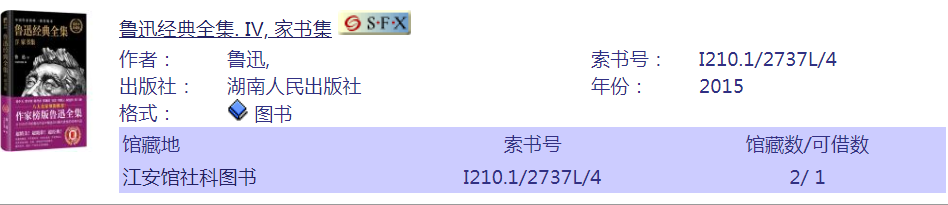 鲁迅经典全集. IV, 家书集 S·F·X
作者： 鲁迅, 索书号： I210.1/2737L/4
出版社： 湖南人民出版社 年份： 2015
格式： 图书
馆藏地 索书号 馆藏数/可借数
江安馆社科图书 I210.1/2737L/4 2/ 1
鲁迅经典全集
作家榜版鲁迅全集